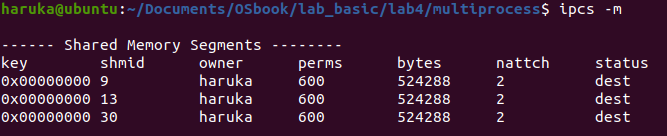 haruka@ubuntu:~/Documents/OSbook/lab_basic/lab4/multiprocess$ ipcs -m
------ Shared Memory Segments --------
key        shmid      owner      perms      bytes      nattch     status
0x00000000 9          haruka     600        524288     2          dest
0x00000000 13         haruka     600        524288     2          dest
0x00000000 30         haruka     600        524288     2          dest